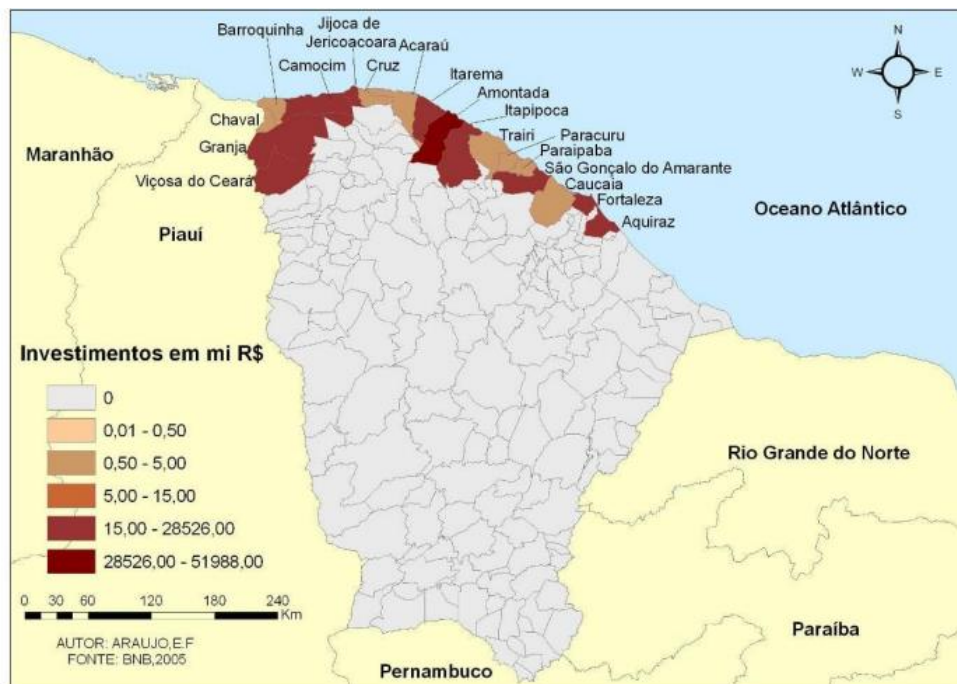 Barroquinha
Jijoca de
Jericoacoara
Acaraú
Camocim
Cruz
Itarema
Amontada
Itapipoca
Chaval
Trairi
Paracuru
Granja
Paraipaba
São Gonçalo do Amarante
Viçosa do Ceará
Caucaia
Fortaleza
Aquiraz
Maranhão
Piauí
Oceano Atlântico
N
W
E
S
Investimentos em mi R$
0
0,01 - 0,50
0,50 - 5,00
5,00 - 15,00
15,00 - 28526,00
28526,00 - 51988,00
0 30 60 120 180 240
Km
AUTOR: ARAUJO,E.F
FONTE: BNB,2005
Rio Grande do Norte
Paraíba
Pernambuco